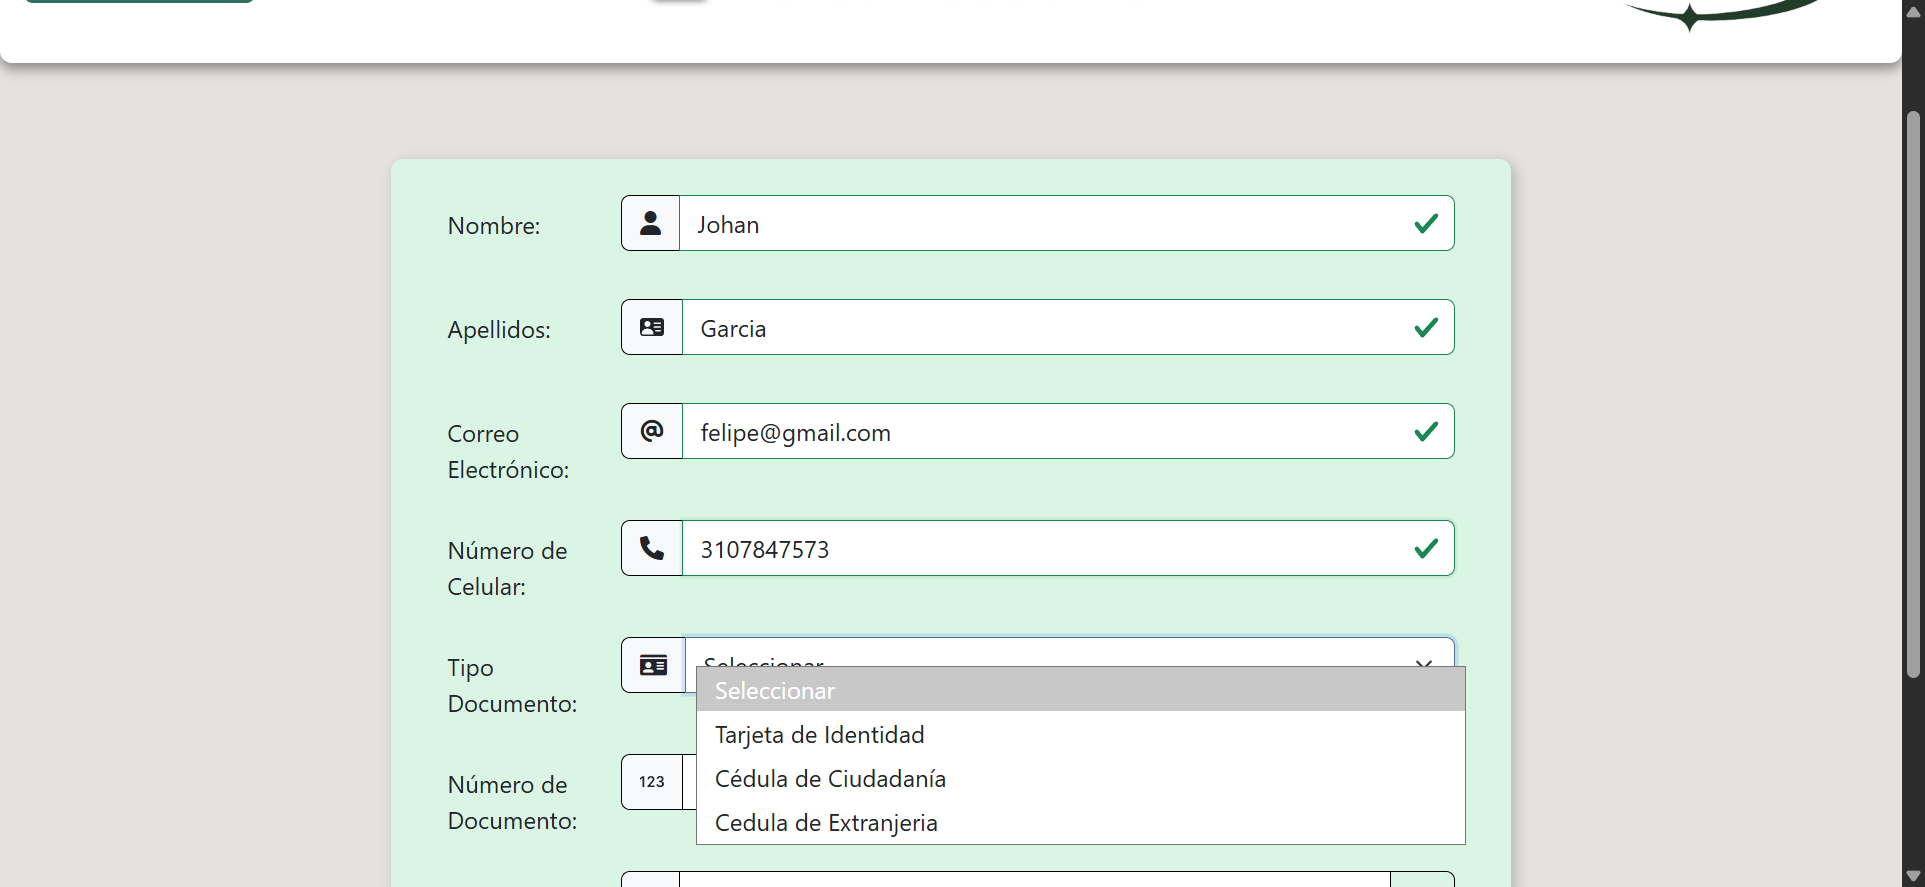 Nombre:
Johan
Apellidos:
Garcia
Correo
Electrónico:
felipe@gmail.com
Número de
Celular:
3107847573
Tipo
Documento:
Seleccionar
Seleccionar
Tarjeta de Identidad
Cédula de Ciudadanía
Cedula de Extranjeria
Número de
Documento:
123